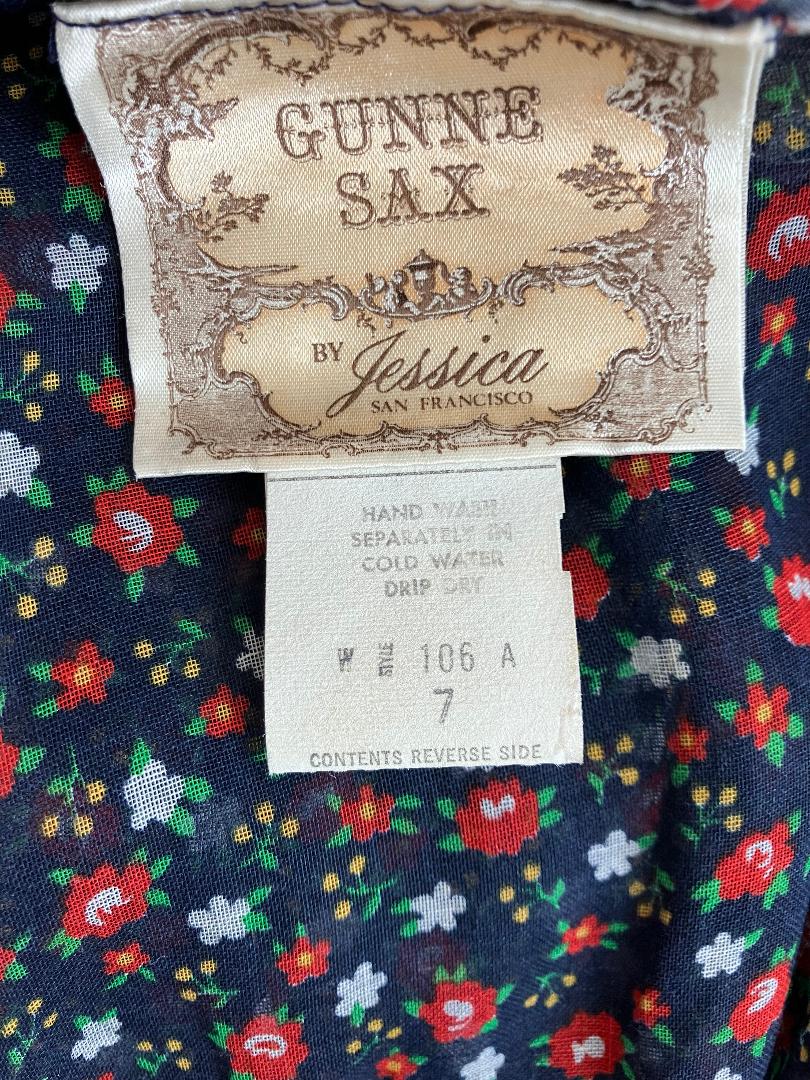 GUNNE
SAX
BY Jessica
SAN FRANCISCO
HAND WASH
SEPARATELY IN
COLD WATER
DRIP DRY
W STYLE 106 A
7
CONTENTS REVERSE SIDE